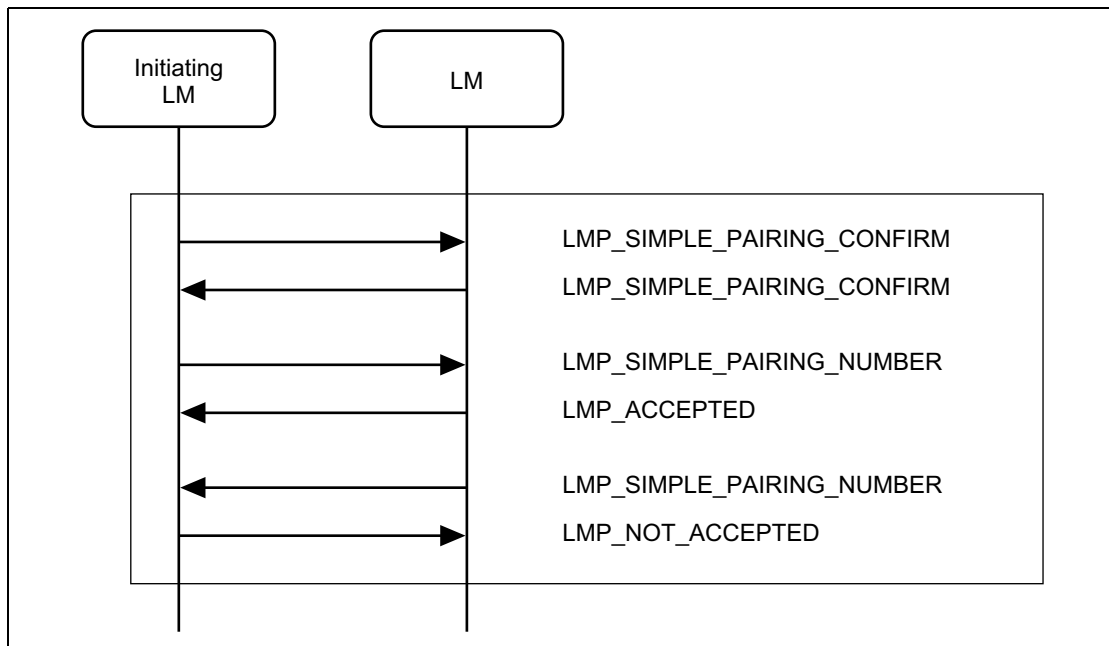 Initiating
LM
LM
LMP_SIMPLE_PAIRING_CONFIRM
LMP_SIMPLE_PAIRING_CONFIRM
LMP_SIMPLE_PAIRING_NUMBER
LMP_ACCEPTED
LMP_SIMPLE_PAIRING_NUMBER
LMP_NOT_ACCEPTED